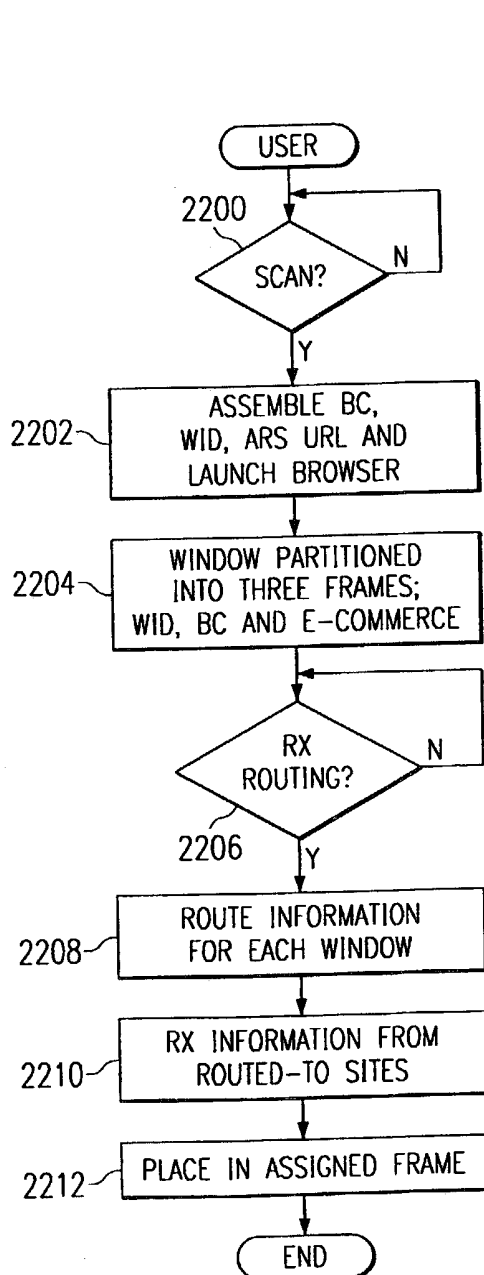 USER
2200
SCAN?
N
Y
2202
ASSEMBLE BC,
WID, ARS URL AND
LAUNCH BROWSER
2204
WINDOW PARTITIONED
INTO THREE FRAMES;
WID, BC AND E-COMMERCE
RX
ROUTING?
N
2206
Y
2208
ROUTE INFORMATION
FOR EACH WINDOW
2210
RX INFORMATION FROM
ROUTED-TO SITES
2212
PLACE IN ASSIGNED FRAME
END